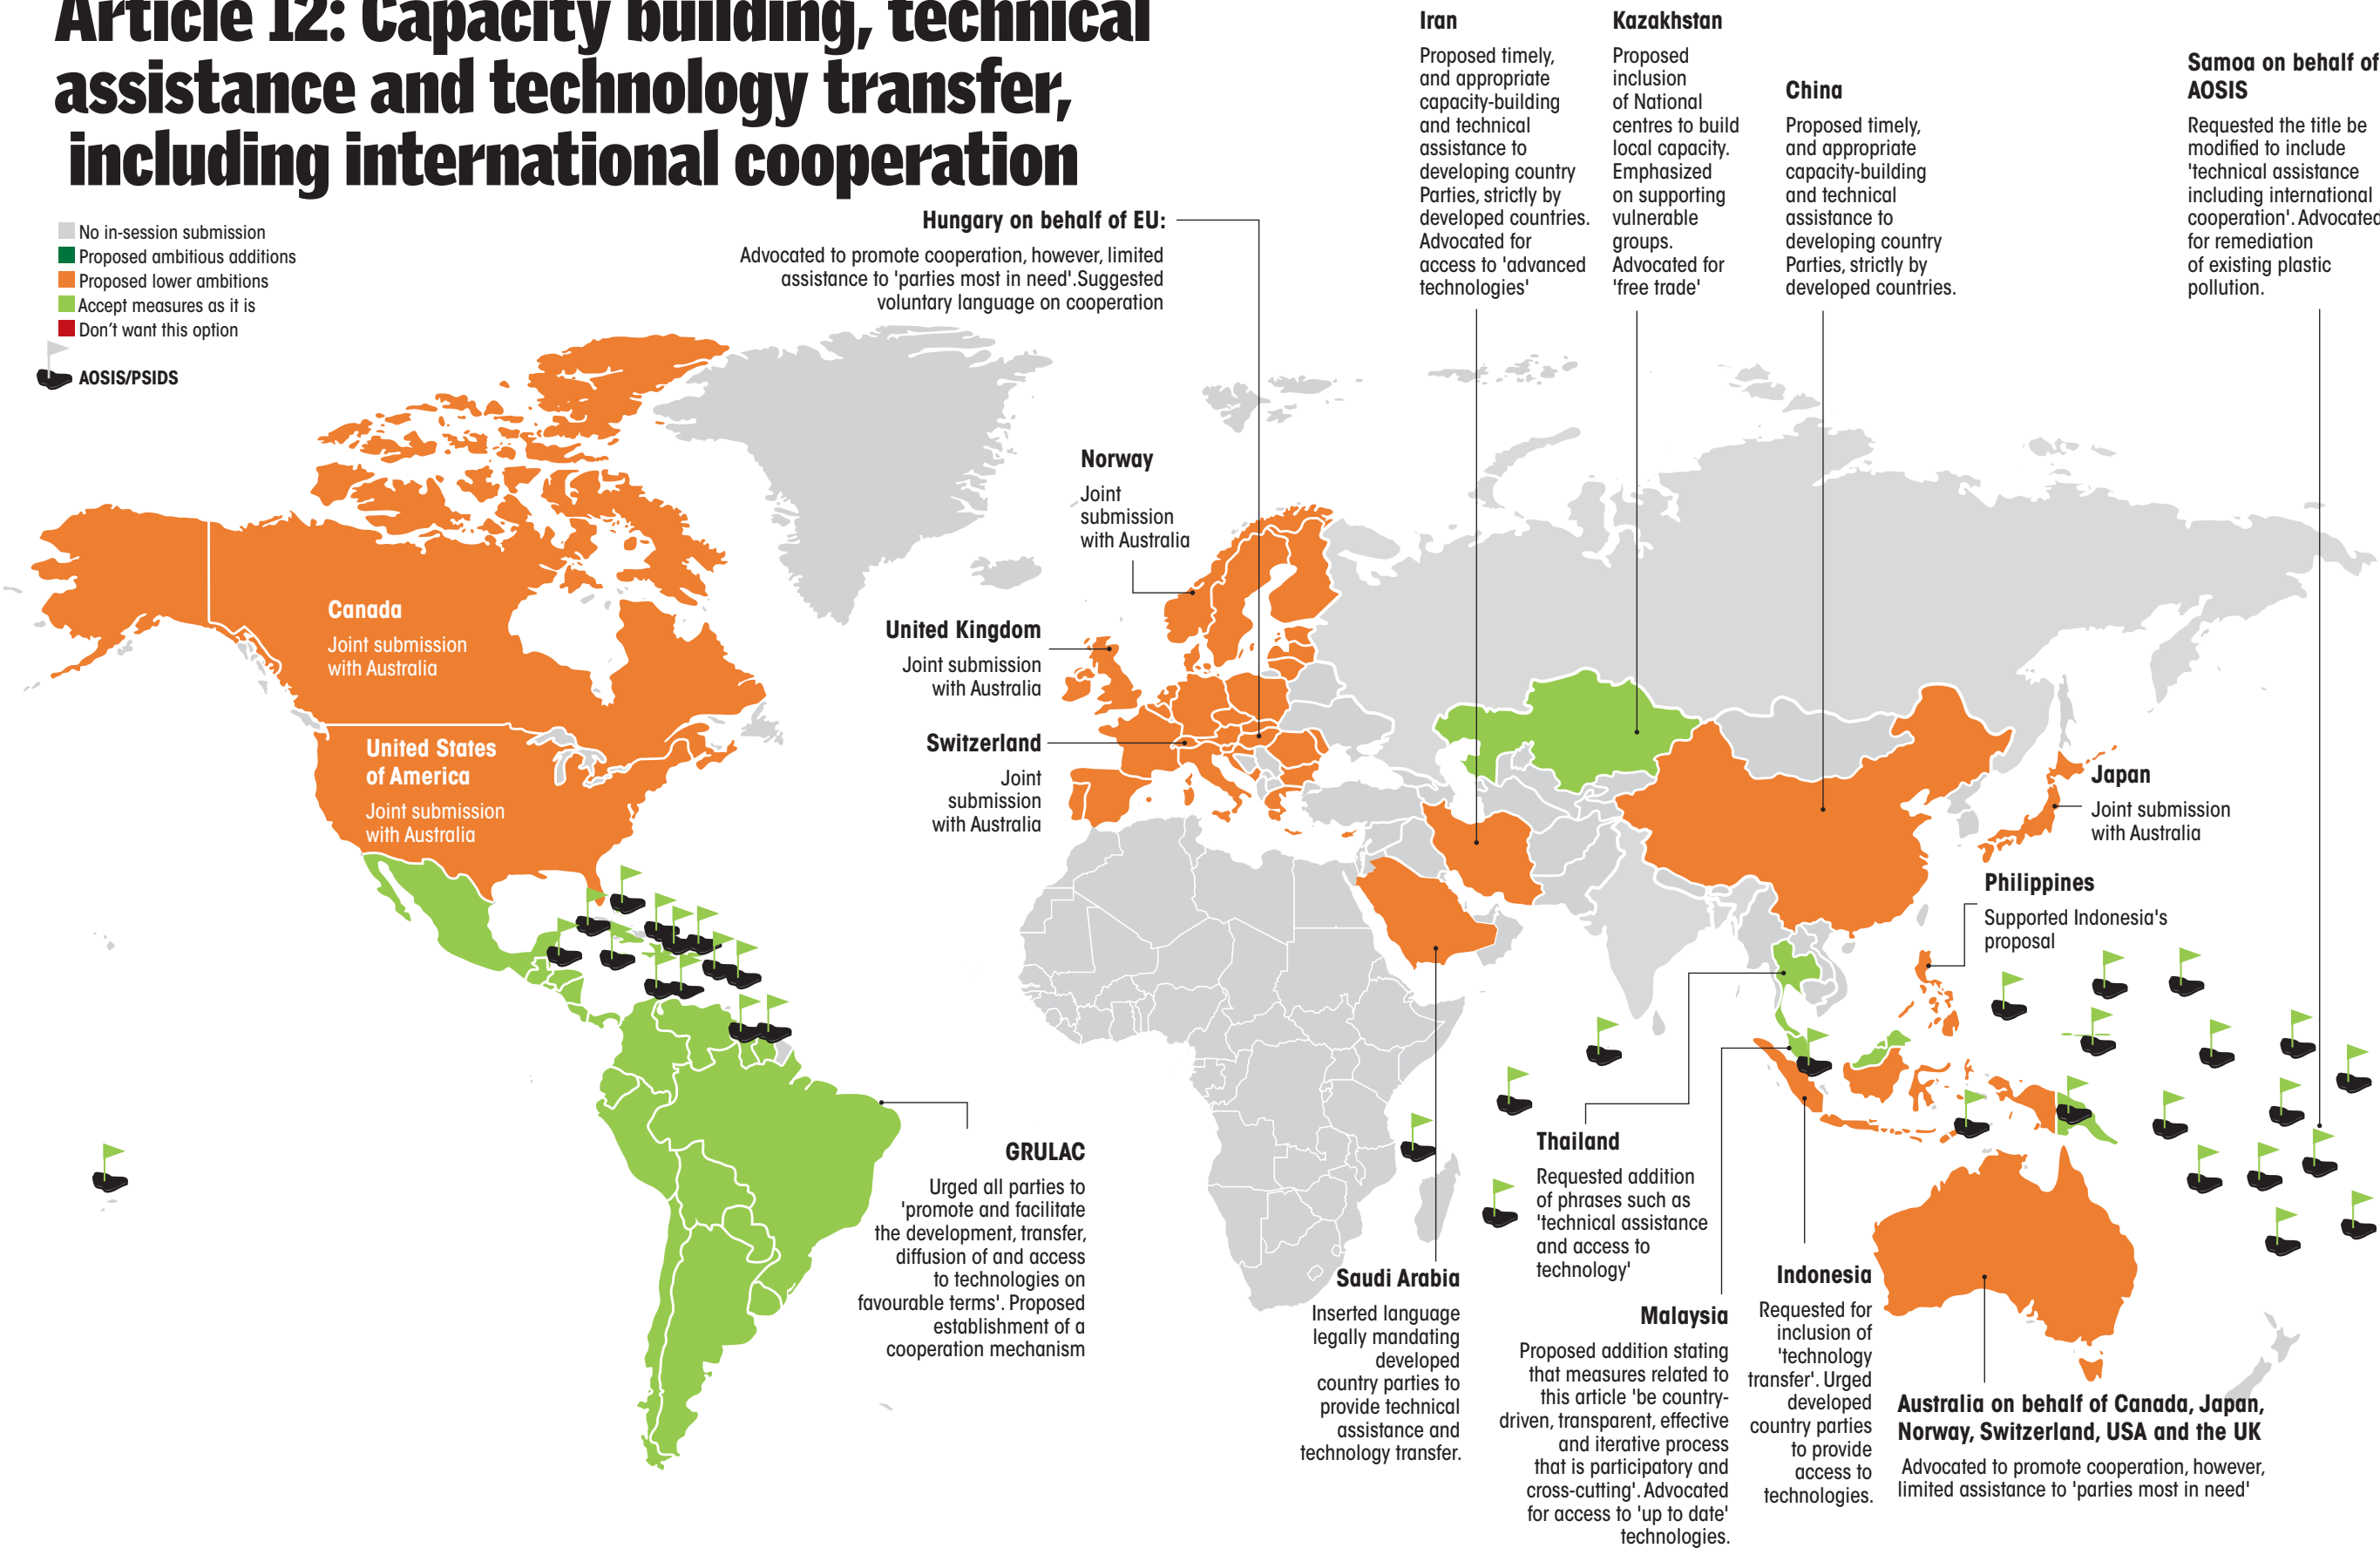 Article 12: Capacity building, technical
assistance and technology transfer,
including international cooperation
No in-session submission
Proposed ambitious additions
Proposed lower ambitions
Accept measures as it is
Don't want this option
AOSIS/PSIDS
Hungary on behalf of EU:
Advocated to promote cooperation, however, limited
assistance to 'parties most in need'.Suggested
voluntary language on cooperation
Iran
Proposed timely,
and appropriate
capacity-building
and technical
assistance to
developing country
Parties, strictly by
developed countries.
Advocated for
access to 'advanced
technologies'
Kazakhstan
Proposed
inclusion
of National
centres to build
local capacity.
Emphasized
on supporting
vulnerable
groups.
Advocated for
'free trade'
China
Proposed timely,
and appropriate
capacity-building
and technical
assistance to
developing country
Parties, strictly by
developed countries.
Samoa on behalf of
AOSIS
Requested the title be
modified to include
'technical assistance
including international
cooperation'. Advocated
for remediation
of existing plastic
pollution.
Norway
Joint
submission
with Australia
Canada
Joint submission
with Australia
United Kingdom
Joint submission
with Australia
United States
of America
Joint submission
with Australia
Switzerland
Joint
submission
with Australia
Japan
Joint submission
with Australia
Philippines
Supported Indonesia's
proposal
GRULAC
Urged all parties to
'promote and facilitate
the development, transfer,
diffusion of and access
to technologies on
favourable terms'. Proposed
establishment of a
cooperation mechanism
Thailand
Requested addition
of phrases such as
'technical assistance
and access to
technology'
Saudi Arabia
Inserted language
legally mandating
developed
country parties to
provide technical
assistance and
technology transfer.
Malaysia
Proposed addition stating
that measures related to
this article 'be country-
driven, transparent, effective
and iterative process
that is participatory and
cross-cutting'. Advocated
for access to 'up to date'
technologies.
Indonesia
Requested for
inclusion of
'technology
transfer'. Urged
developed
country parties
to provide
access to
technologies.
Australia on behalf of Canada, Japan,
Norway, Switzerland, USA and the UK
Advocated to promote cooperation, however,
limited assistance to 'parties most in need'